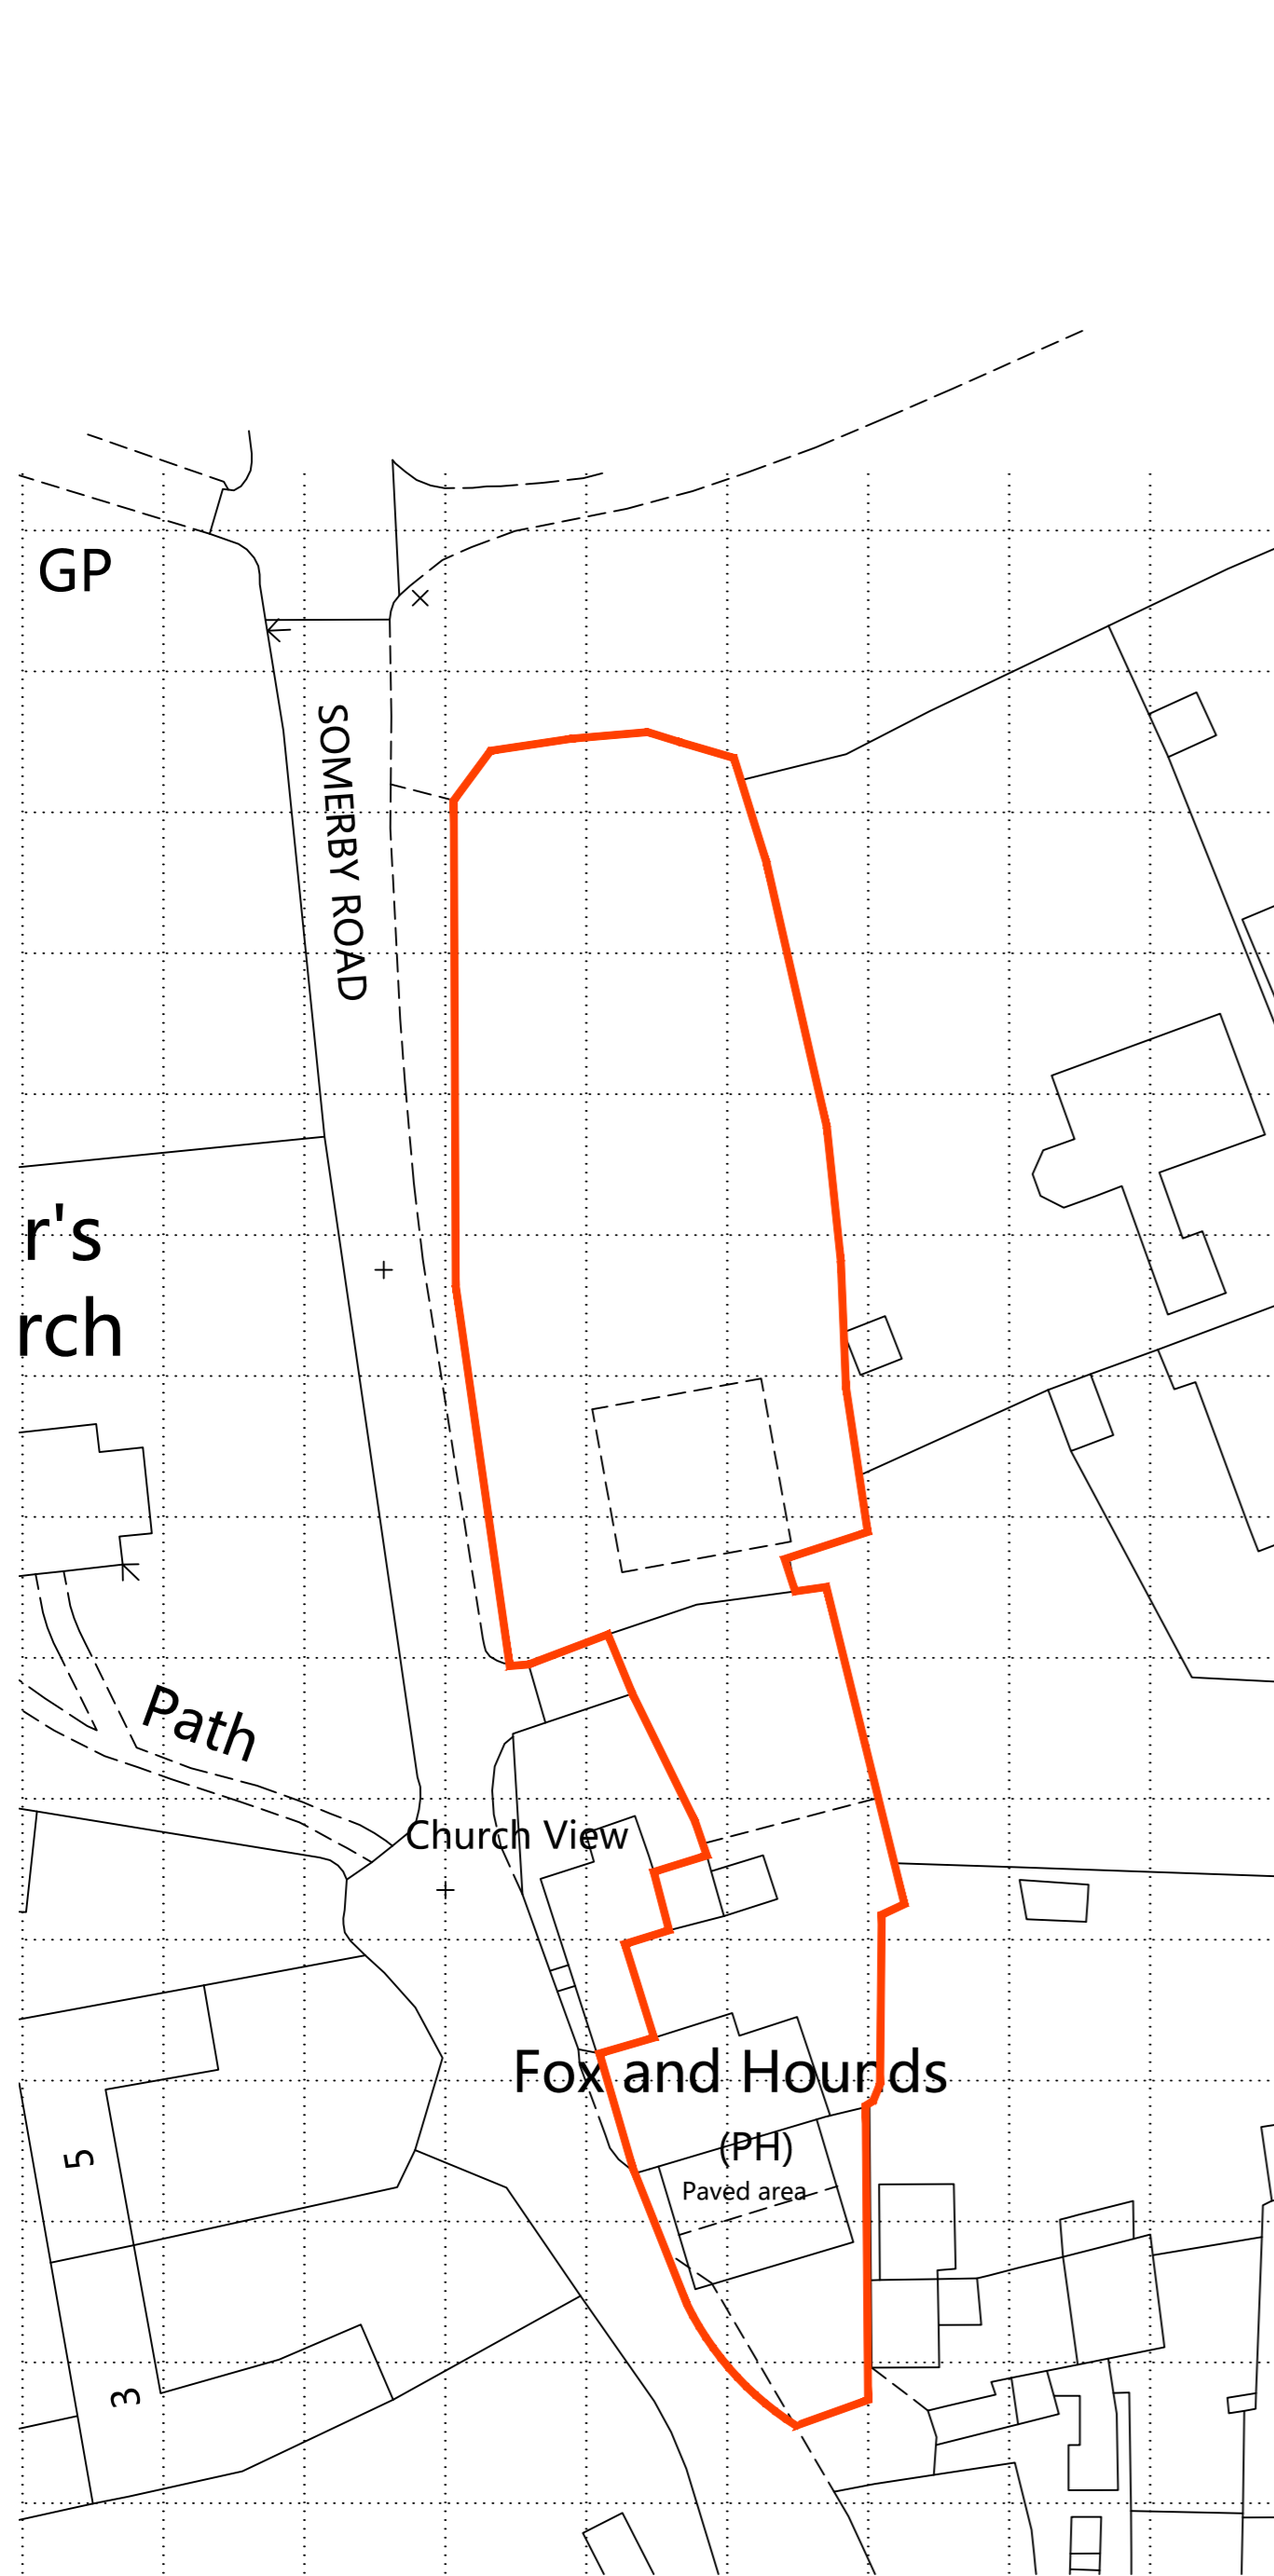 GP
SOMERBY ROAD
r's
rch
Path
Church View
Fox and Hounds
(PH)
Paved area
5
3